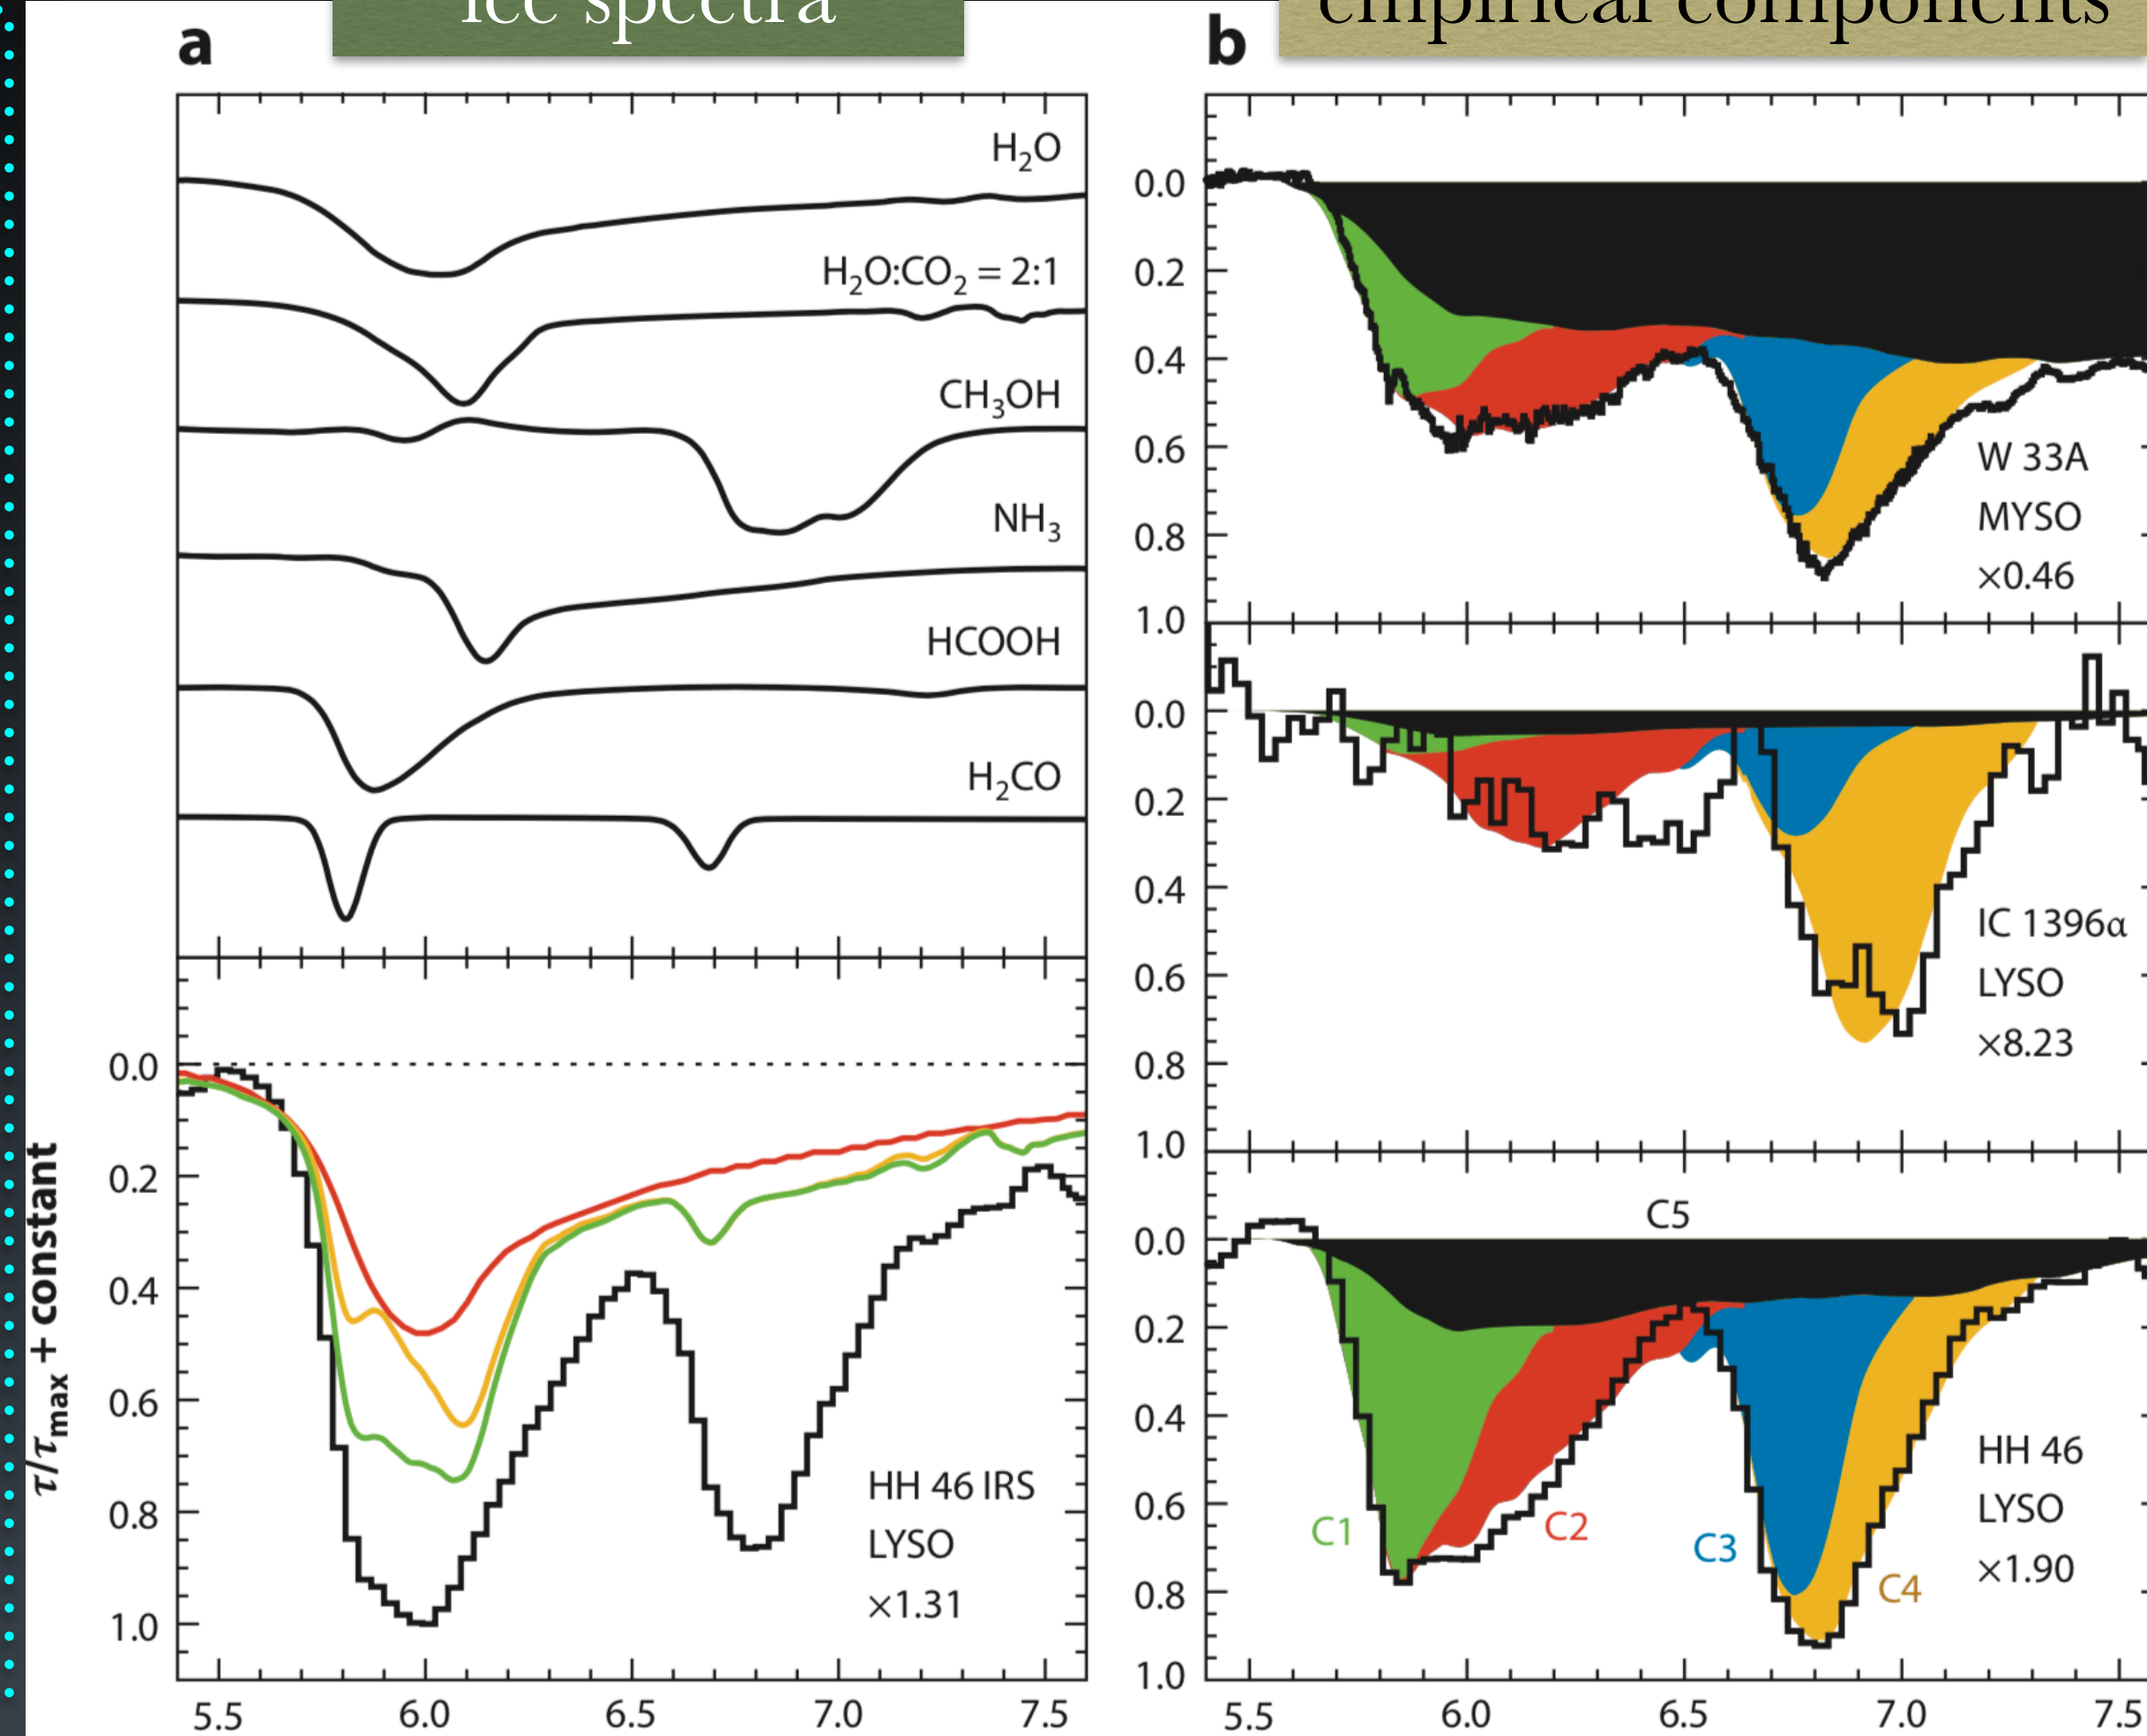 ice spectra
empirical components
a
b
H₂O
H₂O:CO₂ = 2:1
CH₃OH
NH₃
HCOOH
H₂CO
0.0
0.2
0.4
0.6
0.8
1.0
τ/τmax + constant
HH 46 IRS
LYSO
×1.31
5.5 6.0 6.5 7.0 7.5
0.0
0.2
0.4
0.6
0.8
1.0
W 33A
MYSO
×0.46
0.0
0.2
0.4
0.6
0.8
1.0
IC 1396α
LYSO
×8.23
C5
0.0
0.2
0.4
0.6
0.8
1.0
C1
C2
C3
C4
HH 46
LYSO
×1.90
5.5 6.0 6.5 7.0 7.5